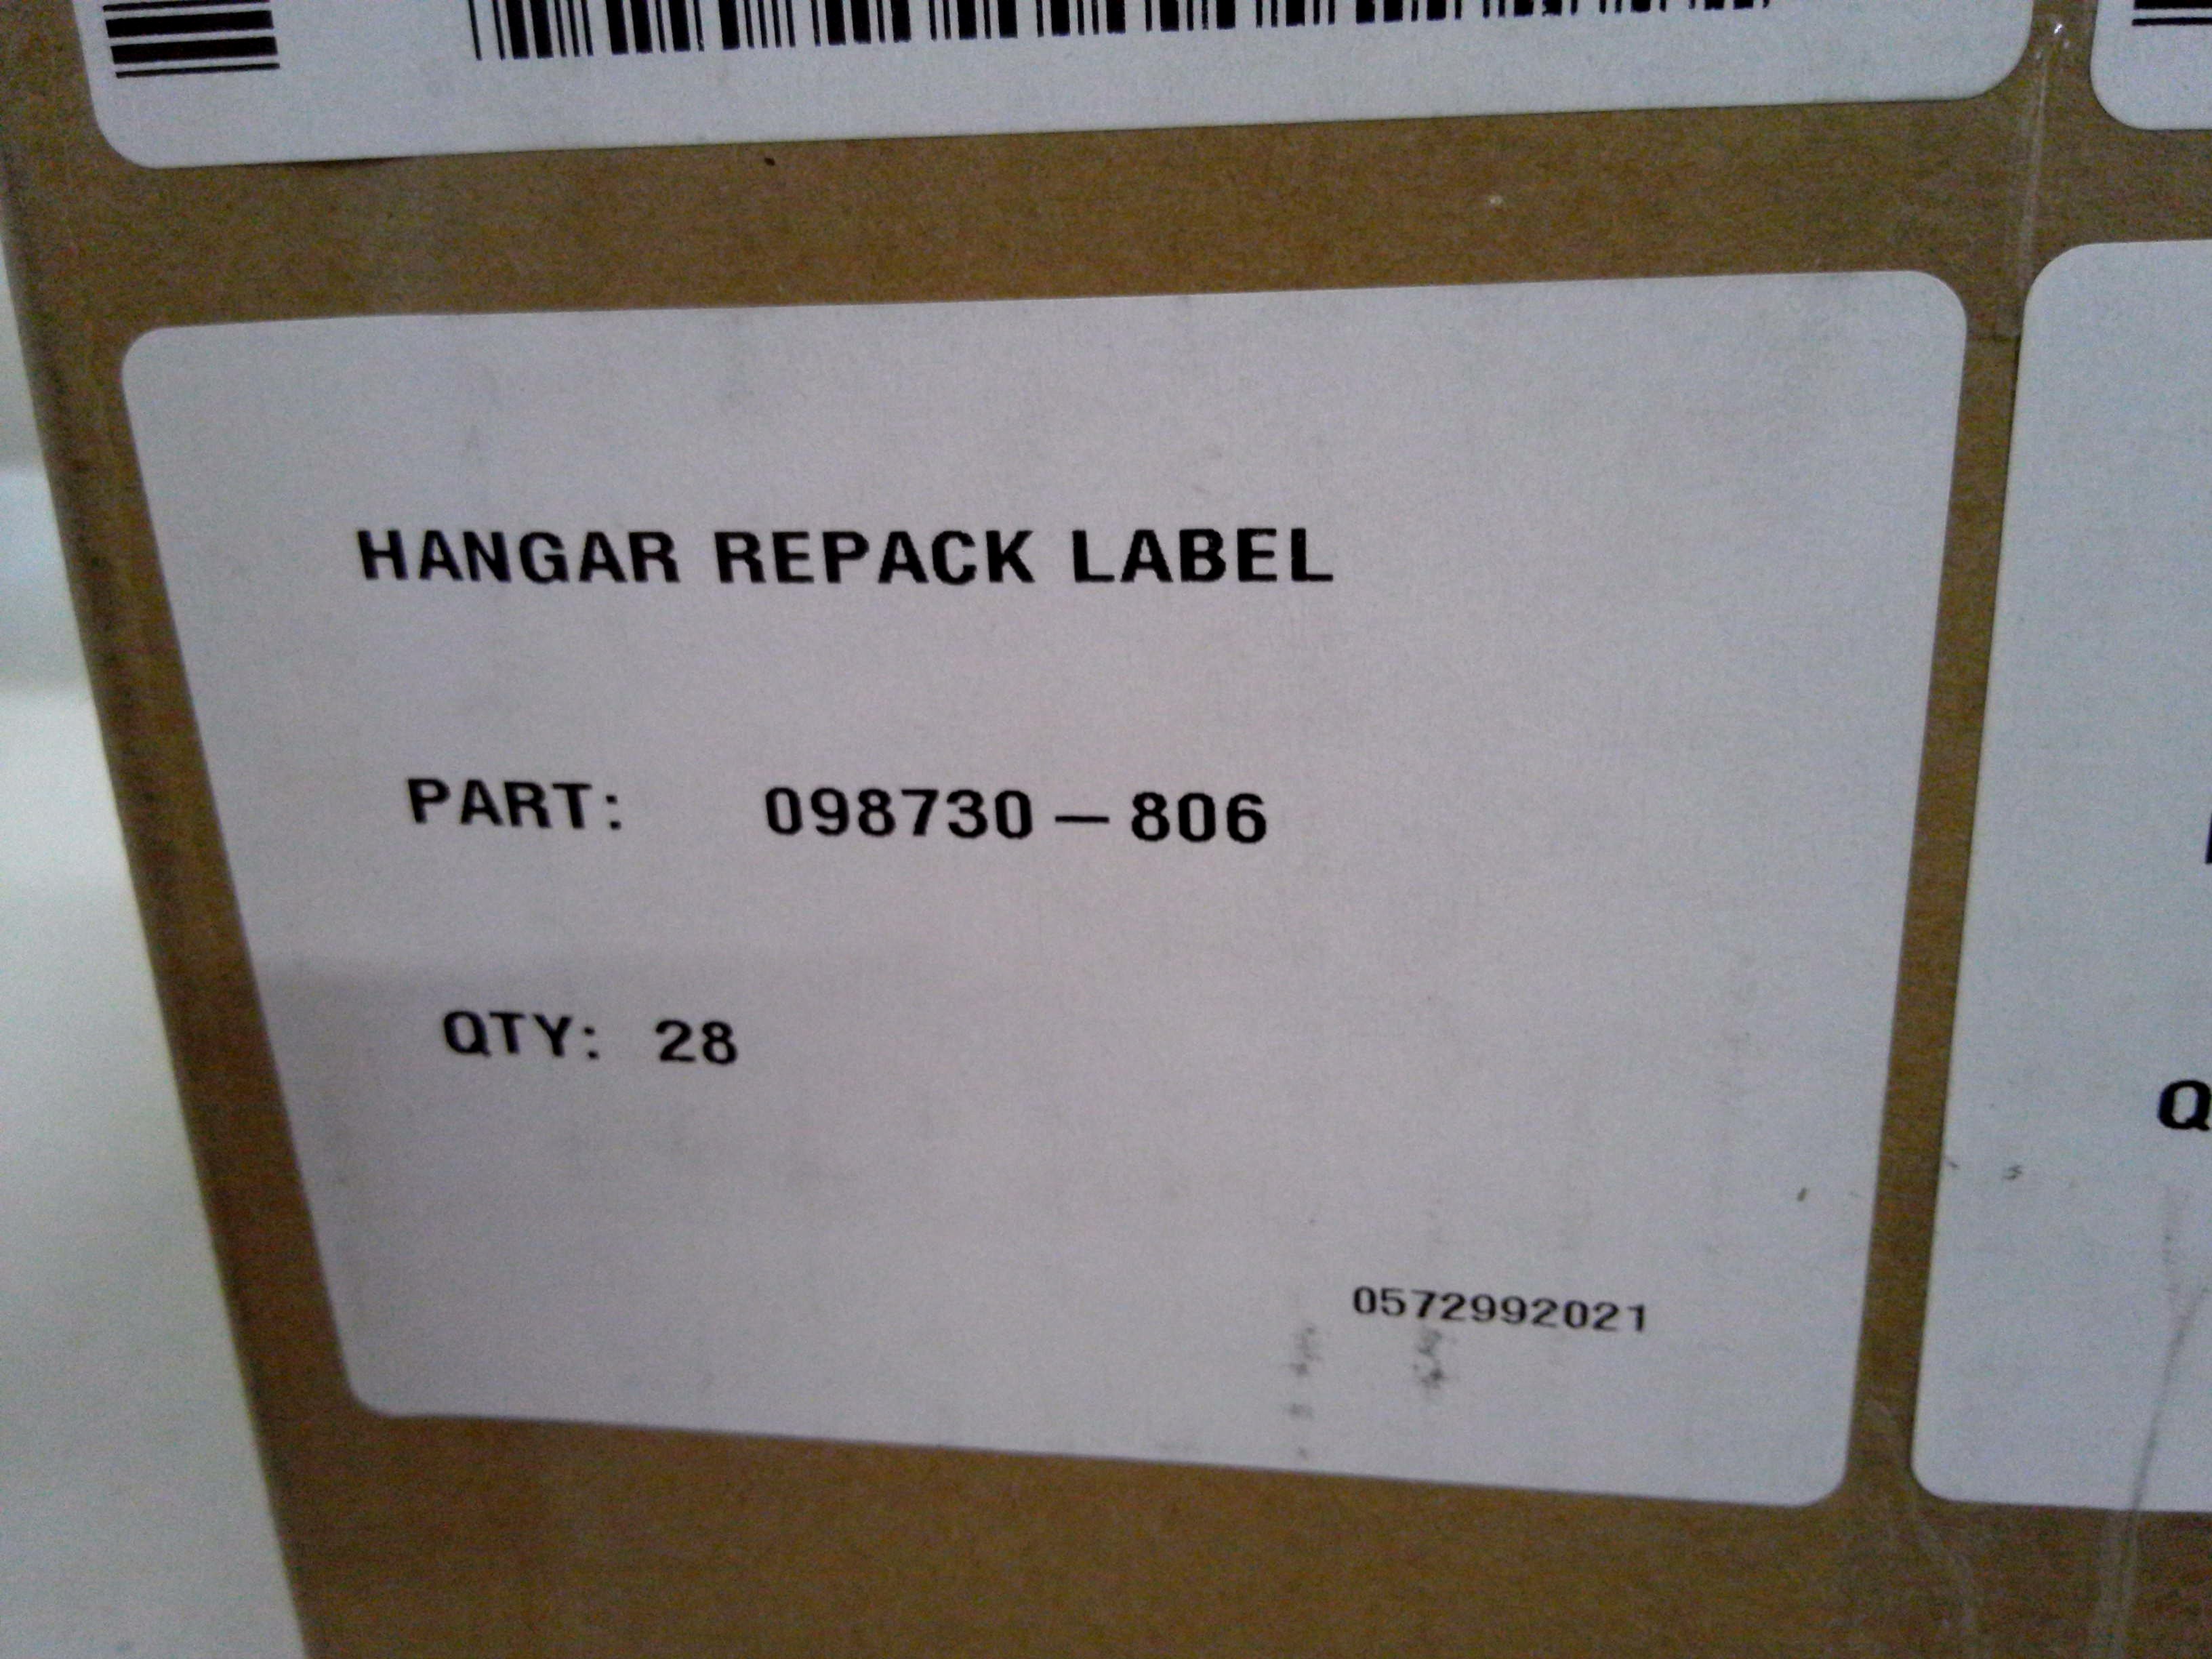 HANGAR REPACK LABEL
PART: 098730-806
QTY: 28
0572992021
Q